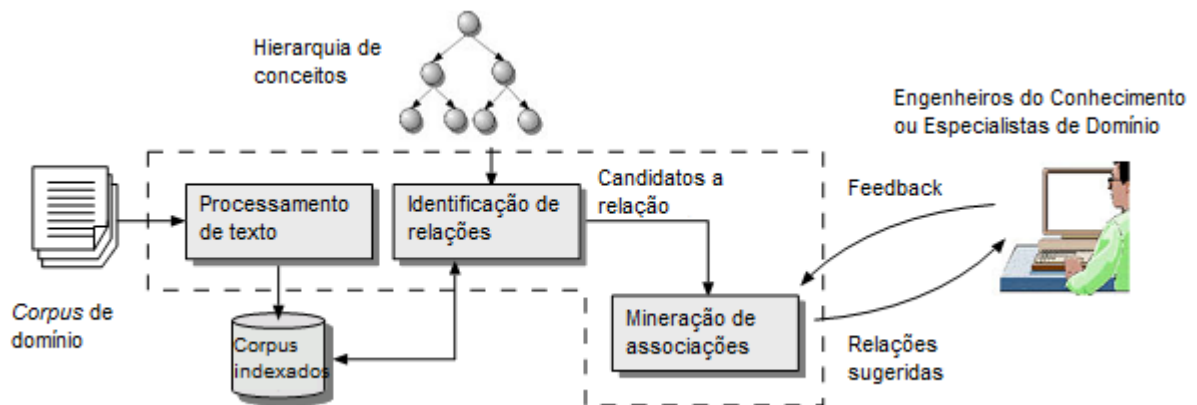 Hierarquia de
conceitos
Engenheiros do Conhecimento
ou Especialistas de Domínio
Processamento
de texto
Identificação de
relações
Candidatos a
relação
Feedback
Corpus de
domínio
Corpus
indexados
Mineração de
associações
Relações
sugeridas